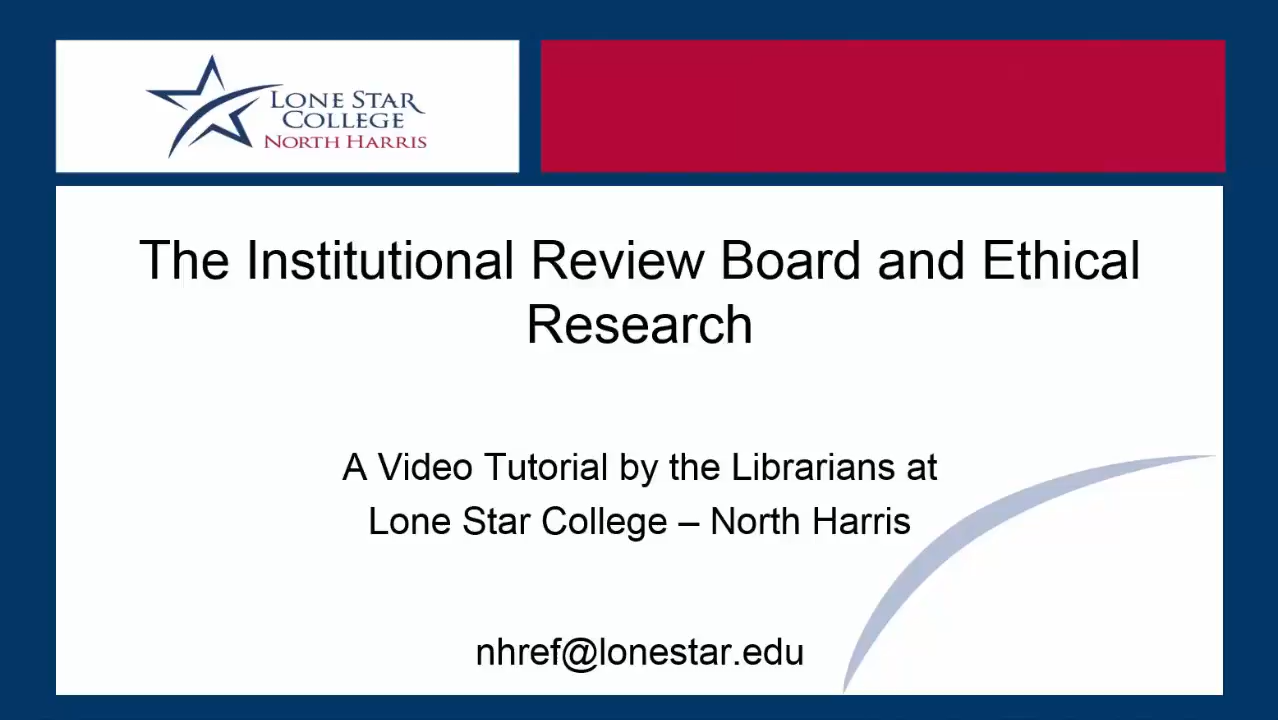 LONE STAR
COLLEGE
NORTH HARRIS
The Institutional Review Board and Ethical
Research
A Video Tutorial by the Librarians at
Lone Star College – North Harris
nhref@lonestar.edu